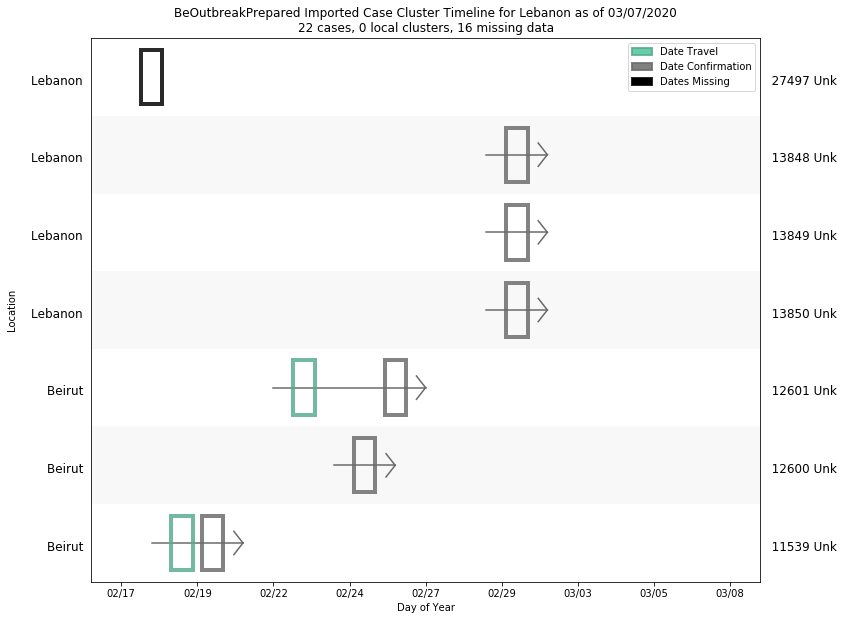 BeOutbreakPrepared Imported Case Cluster Timeline for Lebanon as of 03/07/2020
22 cases, 0 local clusters, 16 missing data
Date Travel
Date Confirmation
Dates Missing
Lebanon 27497 Unk
Lebanon 13848 Unk
Lebanon 13849 Unk
Lebanon 13850 Unk
Beirut 12601 Unk
Beirut 12600 Unk
Beirut 11539 Unk
Location
02/17 02/19 02/22 02/24 02/27 02/29 03/03 03/05 03/08
Day of Year